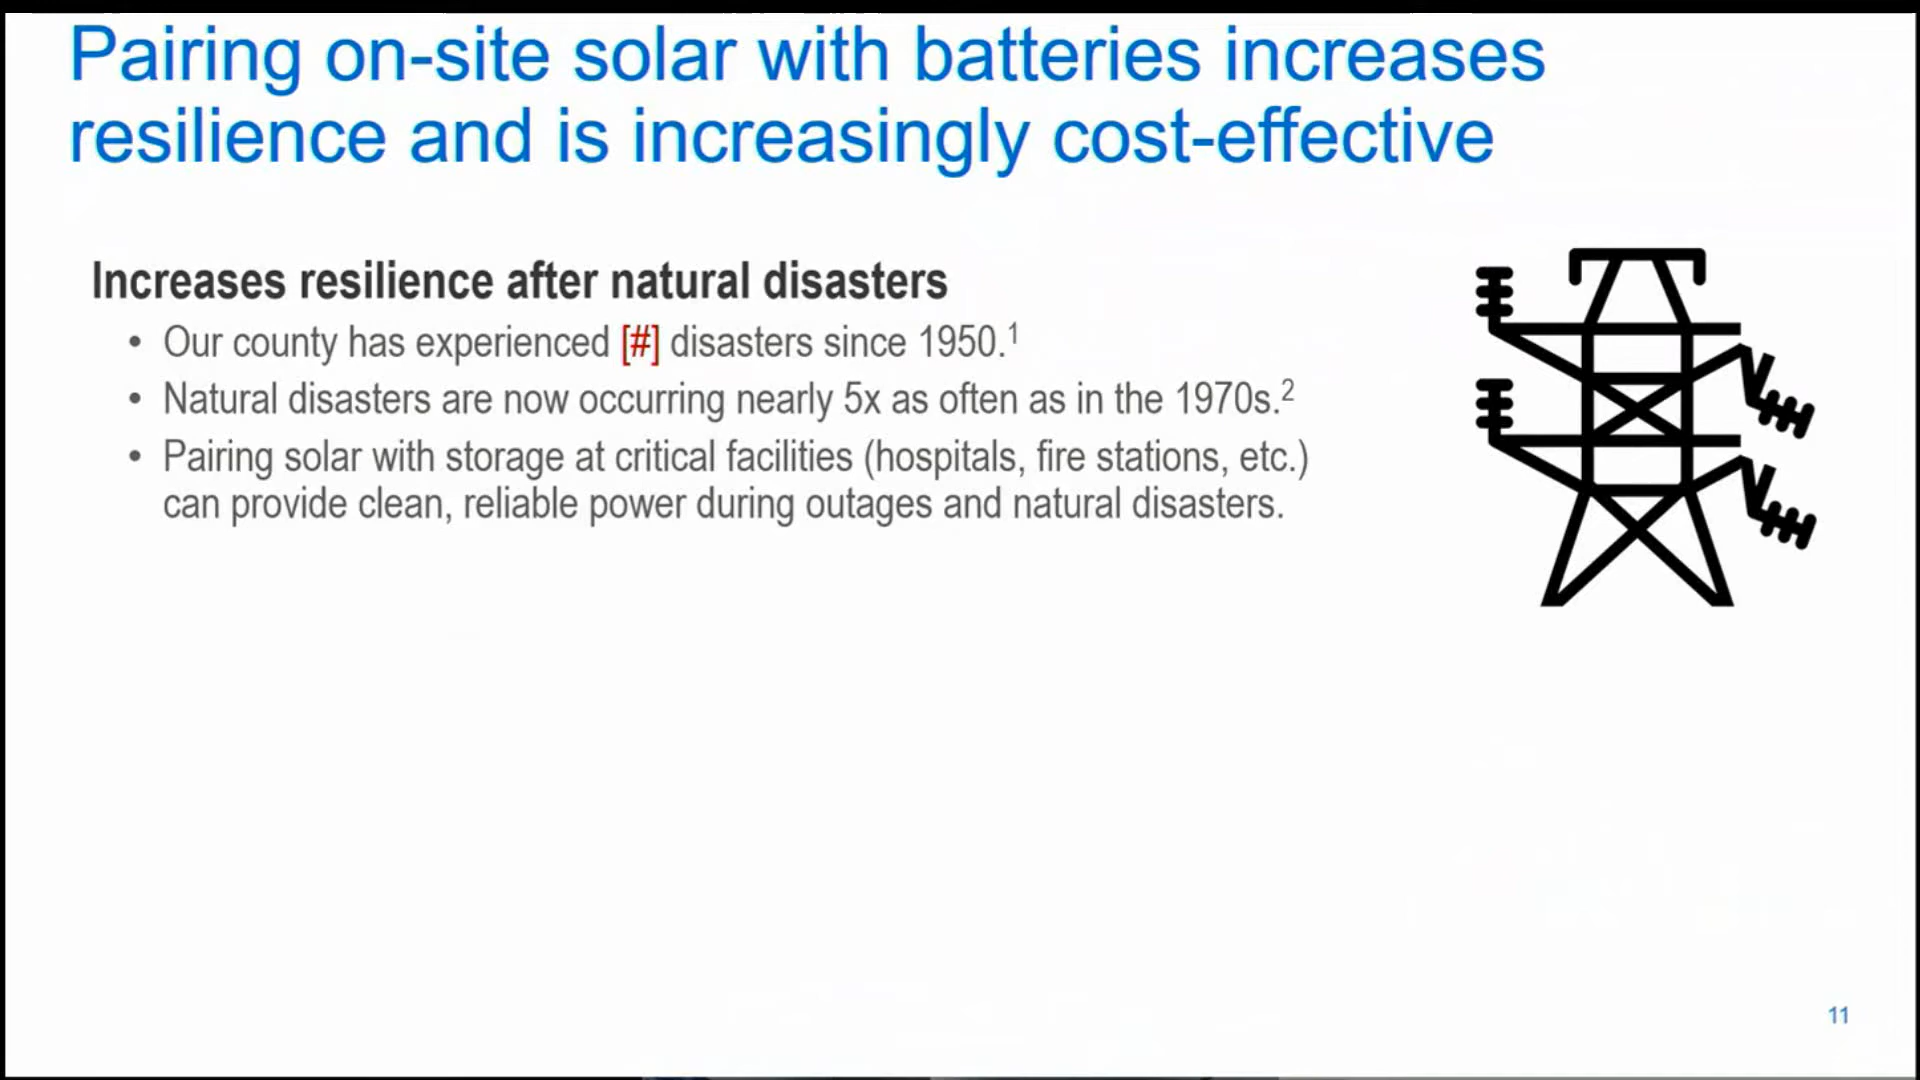 Pairing on-site solar with batteries increases
resilience and is increasingly cost-effective
Increases resilience after natural disasters
• Our county has experienced [#] disasters since 1950.¹
• Natural disasters are now occurring nearly 5x as often as in the 1970s.²
• Pairing solar with storage at critical facilities (hospitals, fire stations, etc.)
can provide clean, reliable power during outages and natural disasters.
11